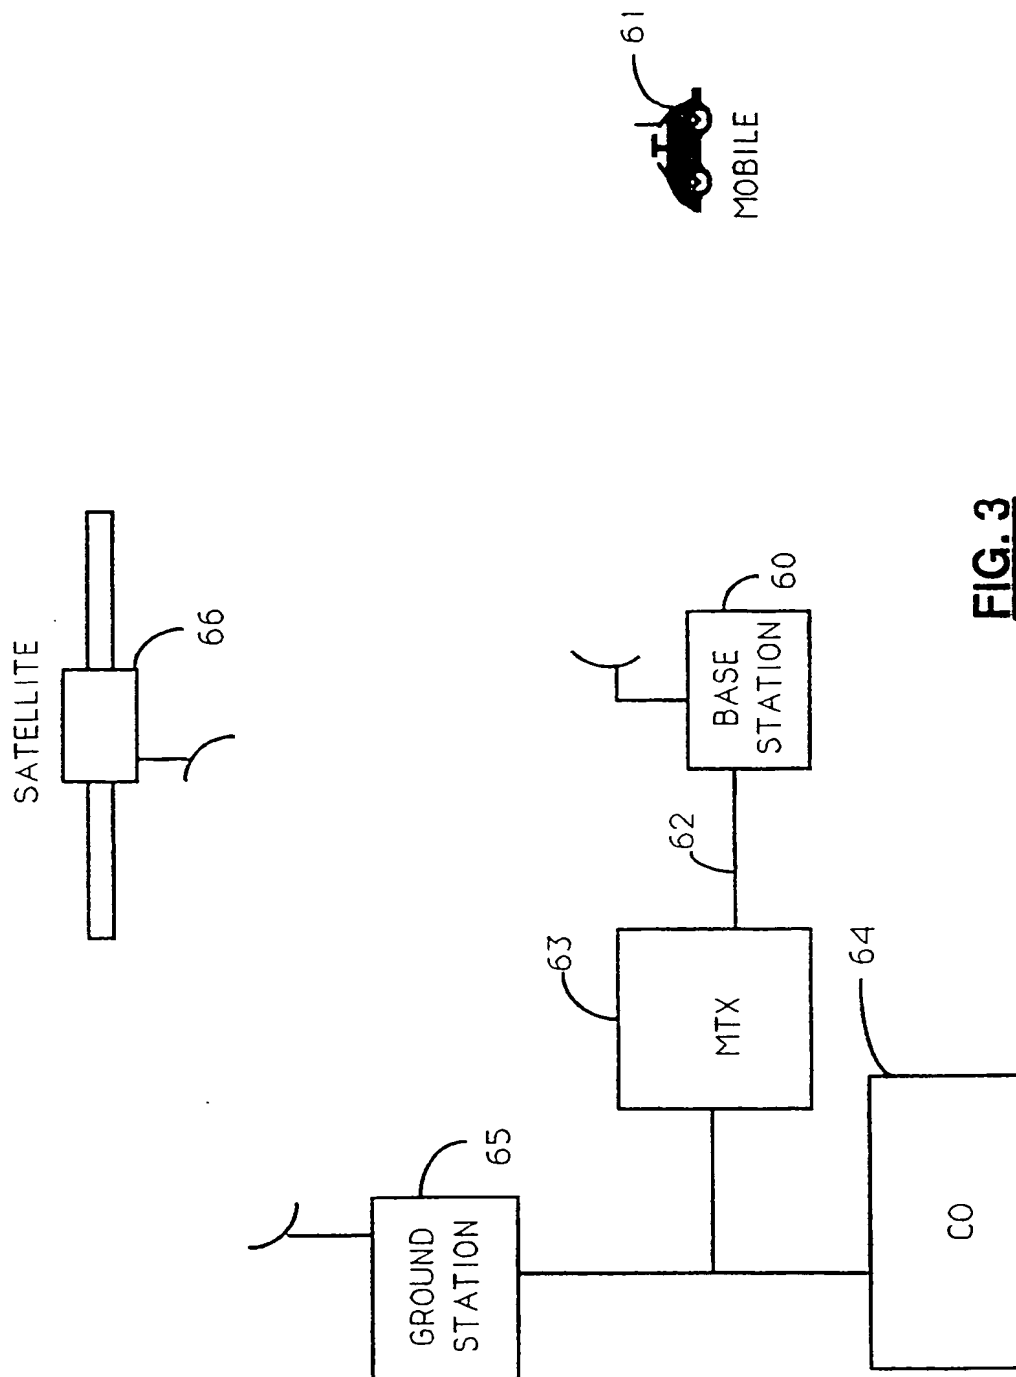 SATELLITE
66
61
MOBILE
60
BASE
STATION
62
63
MTX
64
CO
65
GROUND
STATION
FIG. 3